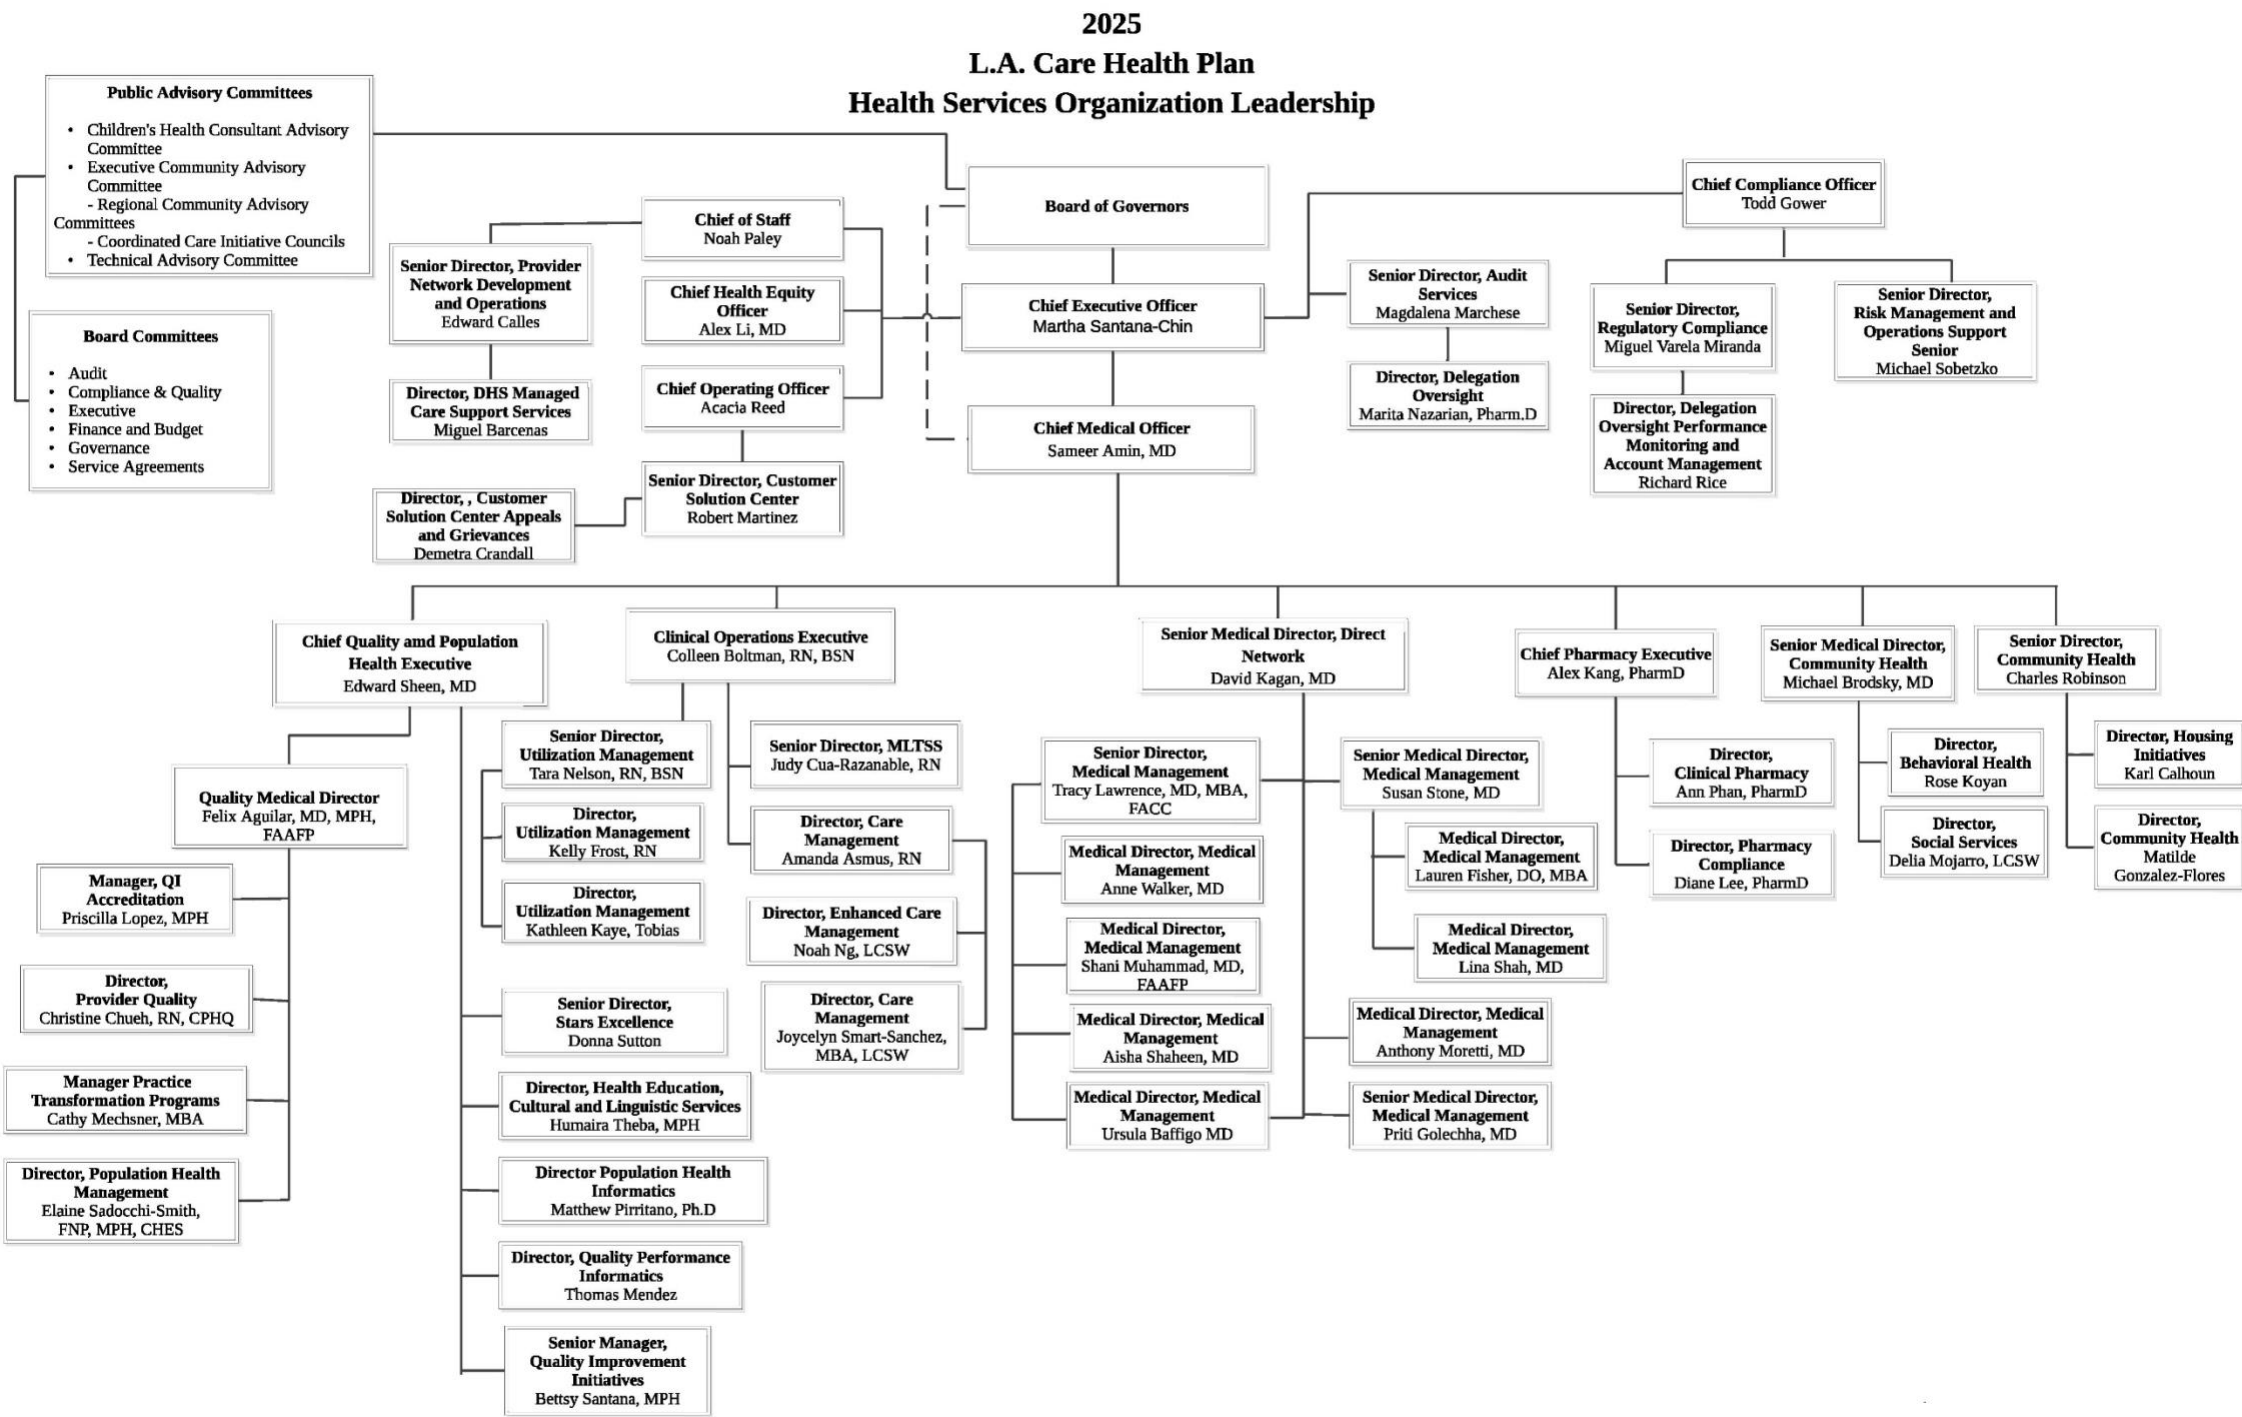 2025
L.A. Care Health Plan
Health Services Organization Leadership
Public Advisory Committees
• Children's Health Consultant Advisory
Committee
• Executive Community Advisory
Committee
- Regional Community Advisory
Committees
- Coordinated Care Initiative Councils
• Technical Advisory Committee
Board Committees
• Audit
• Compliance & Quality
• Executive
• Finance and Budget
• Governance
• Service Agreements
Board of Governors
Chief Executive Officer
Martha Santana-Chin
Chief Medical Officer
Sameer Amin, MD
Chief of Staff
Noah Paley
Senior Director, Provider
Network Development
and Operations
Edward Calles
Director, DHS Managed
Care Support Services
Miguel Barcenas
Chief Health Equity
Officer
Alex Li, MD
Chief Operating Officer
Acacia Reed
Senior Director, Customer
Solution Center
Robert Martinez
Director, , Customer
Solution Center Appeals
and Grievances
Demetra Crandall
Chief Compliance Officer
Todd Gower
Senior Director, Audit
Services
Magdalena Marchese
Director, Delegation
Oversight
Marita Nazarian, Pharm.D
Senior Director,
Regulatory Compliance
Miguel Varela Miranda
Director, Delegation
Oversight Performance
Monitoring and
Account Management
Richard Rice
Senior Director,
Risk Management and
Operations Support
Senior
Michael Sobetzko
Chief Quality amd Population
Health Executive
Edward Sheen, MD
Quality Medical Director
Felix Aguilar, MD, MPH,
FAAFP
Manager, QI
Accreditation
Priscilla Lopez, MPH
Director,
Provider Quality
Christine Chueh, RN, CPHQ
Manager Practice
Transformation Programs
Cathy Mechsner, MBA
Director, Population Health
Management
Elaine Sadocchi-Smith,
FNP, MPH, CHES
Senior Director,
Stars Excellence
Donna Sutton
Director, Health Education,
Cultural and Linguistic Services
Humaira Theba, MPH
Director Population Health
Informatics
Matthew Pirritano, Ph.D
Director, Quality Performance
Informatics
Thomas Mendez
Senior Manager,
Quality Improvement
Initiatives
Bettsy Santana, MPH
Clinical Operations Executive
Colleen Boltman, RN, BSN
Senior Director,
Utilization Management
Tara Nelson, RN, BSN
Director,
Utilization Management
Kelly Frost, RN
Director,
Utilization Management
Kathleen Kaye, Tobias
Senior Director, MLTSS
Judy Cua-Razanable, RN
Director, Care
Management
Amanda Asmus, RN
Director, Enhanced Care
Management
Noah Ng, LCSW
Director, Care
Management
Joycelyn Smart-Sanchez,
MBA, LCSW
Senior Medical Director, Direct
Network
David Kagan, MD
Senior Director,
Medical Management
Tracy Lawrence, MD, MBA,
FACC
Medical Director, Medical
Management
Anne Walker, MD
Medical Director,
Medical Management
Shani Muhammad, MD,
FAAFP
Medical Director, Medical
Management
Aisha Shaheen, MD
Medical Director, Medical
Management
Ursula Baffigo MD
Senior Medical Director,
Medical Management
Susan Stone, MD
Medical Director,
Medical Management
Lauren Fisher, DO, MBA
Medical Director,
Medical Management
Lina Shah, MD
Medical Director, Medical
Management
Anthony Moretti, MD
Senior Medical Director,
Medical Management
Priti Golechha, MD
Chief Pharmacy Executive
Alex Kang, PharmD
Director,
Clinical Pharmacy
Ann Phan, PharmD
Director, Pharmacy
Compliance
Diane Lee, PharmD
Senior Medical Director,
Community Health
Michael Brodsky, MD
Director,
Behavioral Health
Rose Koyan
Director,
Social Services
Delia Mojarro, LCSW
Senior Director,
Community Health
Charles Robinson
Director, Housing
Initiatives
Karl Calhoun
Director,
Community Health
Matilde
Gonzalez-Flores